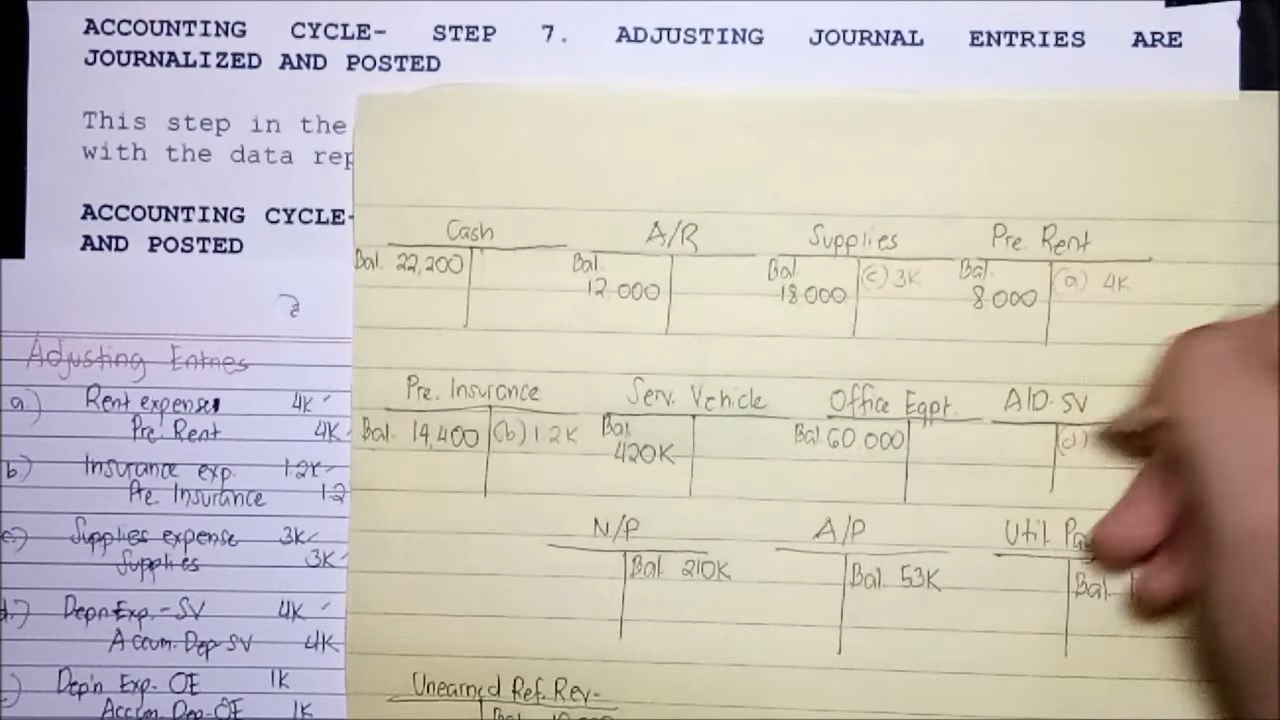 ACCOUNTING CYCLE- STEP 7. ADJUSTING JOURNAL ENTRIES ARE
JOURNALIZED AND POSTED
This step in the
with the data rep
ACCOUNTING CYCLE-
AND POSTED
Adjusting Entries
a.) Rent expense 4K
Pre. Rent 4K
b.) Insurance exp. 1.2K
Pre. Insurance 1.2
c.) Supplies expense 3K
Supplies 3K
d.) Depn Exp.-SV 4K
Accum. Dep-SV 4K
Dep'n Exp.-OE 1K
Accum. Dep-OE 1K
Cash A/R Supplies Pre. Rent
Bal. 22,200 Bal. 12 000 Bal 18 000 (c) 3K Bal. 8 000 (a) 4K
Pre. Insurance Serv. Vehicle Office Eqpt. A/D-SV
Bal. 14,400 (b) 1.2K Bal 420K Bal 60 000 (d)
N/P A/P Util
Bal 210K Bal. 53K Bal
Unearned Ref. Rev.
Bal